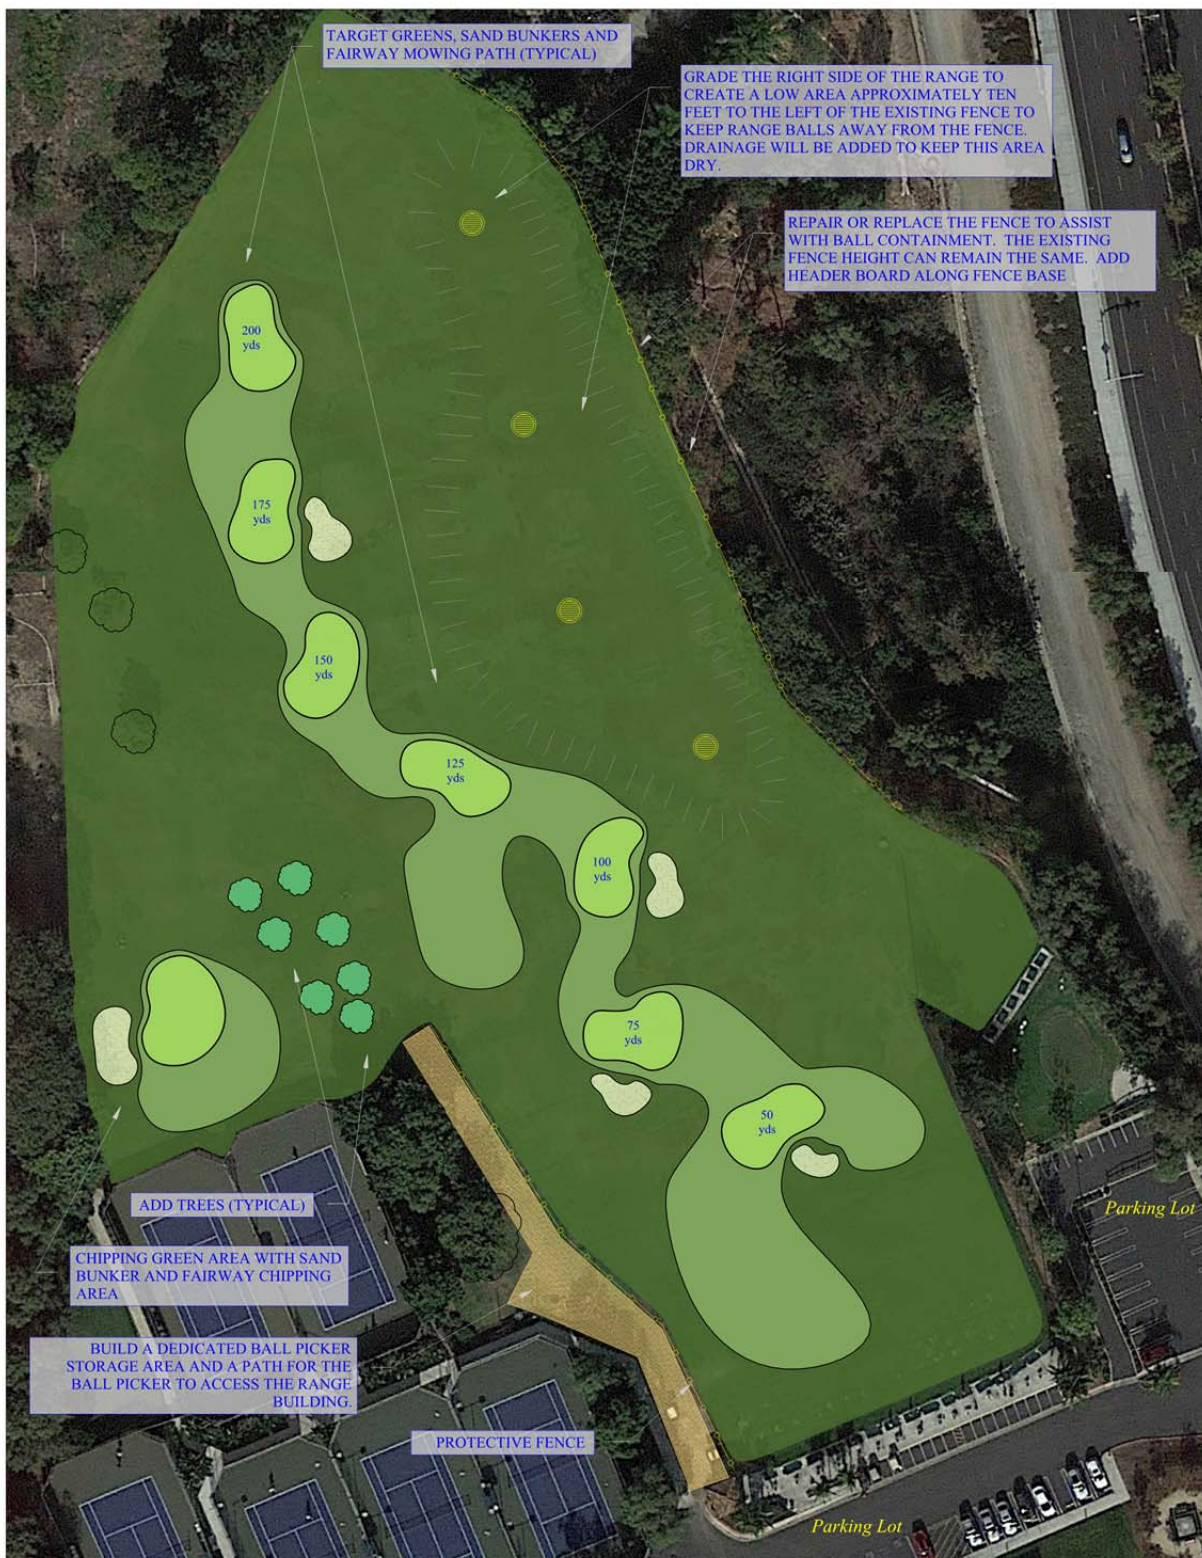 TARGET GREENS, SAND BUNKERS AND
FAIRWAY MOWING PATH (TYPICAL)
GRADE THE RIGHT SIDE OF THE RANGE TO
CREATE A LOW AREA APPROXIMATELY TEN
FEET TO THE LEFT OF THE EXISTING FENCE TO
KEEP RANGE BALLS AWAY FROM THE FENCE.
DRAINAGE WILL BE ADDED TO KEEP THIS AREA
DRY.
REPAIR OR REPLACE THE FENCE TO ASSIST
WITH BALL CONTAINMENT. THE EXISTING
FENCE HEIGHT CAN REMAIN THE SAME. ADD
HEADER BOARD ALONG FENCE BASE
200
yds
175
yds
150
yds
125
yds
100
yds
75
yds
50
yds
ADD TREES (TYPICAL)
Parking Lot
CHIPPING GREEN AREA WITH SAND
BUNKER AND FAIRWAY CHIPPING
AREA
BUILD A DEDICATED BALL PICKER
STORAGE AREA AND A PATH FOR THE
BALL PICKER TO ACCESS THE RANGE
BUILDING.
PROTECTIVE FENCE
Parking Lot